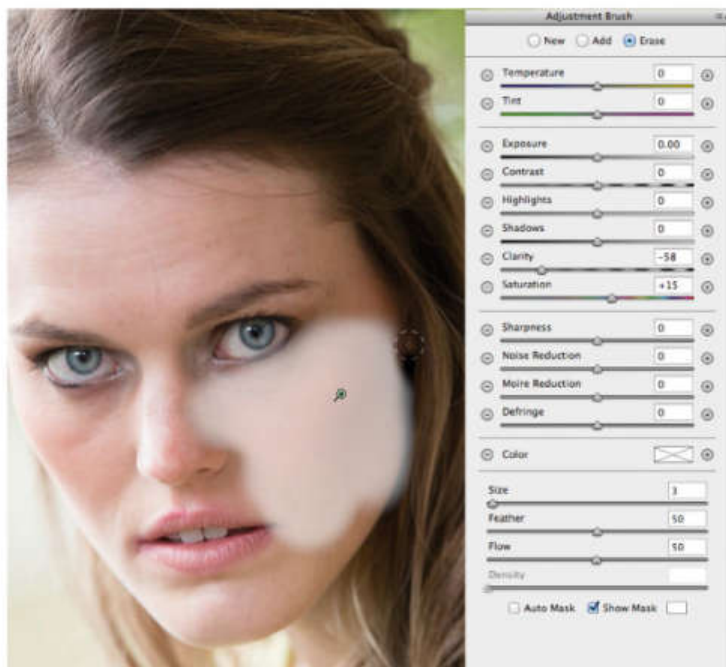 Adjustment Brush
New Add Erase
Temperature 0
Tint 0
Exposure 0.00
Contrast 0
Highlights 0
Shadows 0
Clarity -58
Saturation +15
Sharpness 0
Noise Reduction 0
Moire Reduction 0
Defringe 0
Color
Size 3
Feather 50
Flow 50
Density
Auto Mask Show Mask